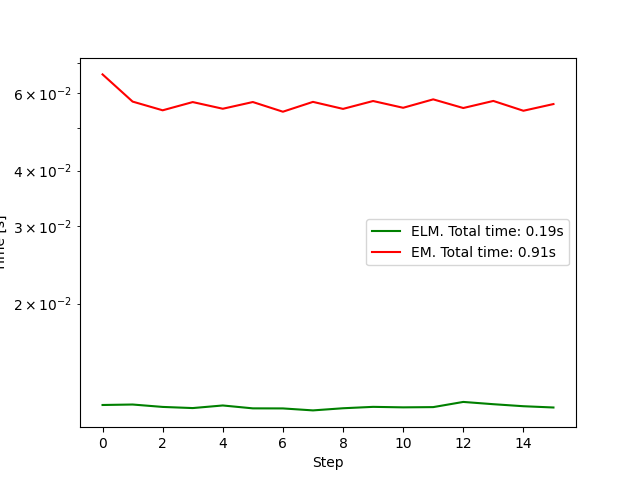 6 × 10⁻²
4 × 10⁻²
3 × 10⁻²
2 × 10⁻²
ELM. Total time: 0.19s
EM. Total time: 0.91s
0 2 4 6 8 10 12 14
Step